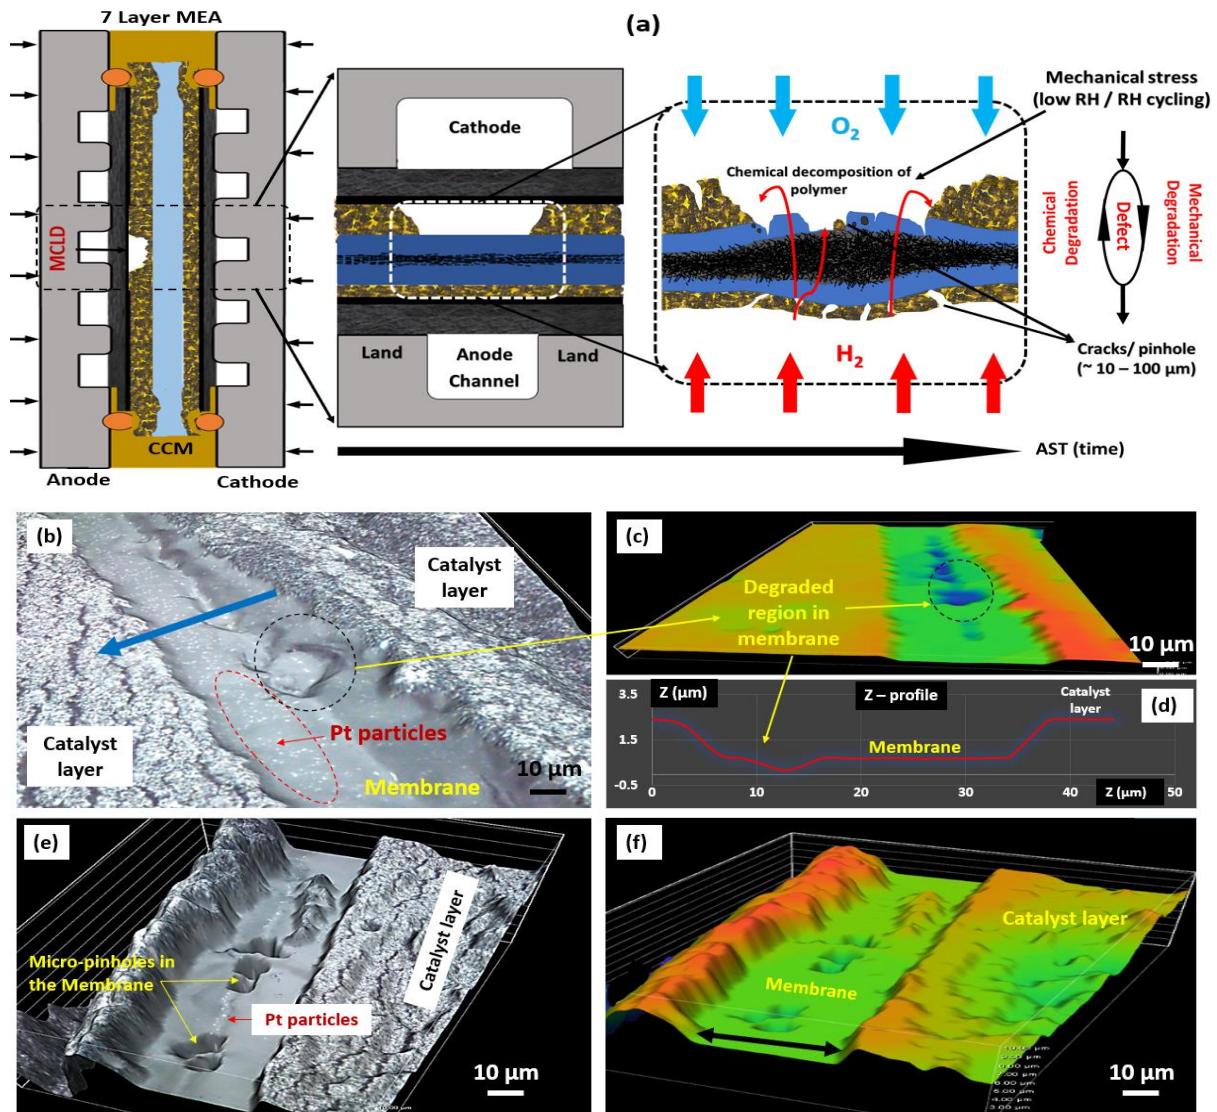 7 Layer MEA
(a)
MCLD
CCM
Anode
Cathode
Cathode
Land
Anode
Channel
Land
O2
Chemical decomposition of
polymer
H2
Mechanical stress
(low RH / RH cycling)
Chemical
Degradation
Defect
Mechanical
Degradation
Cracks/ pinhole
(~ 10 – 100 µm)
AST (time)
(b)
Catalyst
layer
Catalyst
layer
Pt particles
Membrane
10 µm
(c)
Degraded
region in
membrane
10 µm
3.5
Z (µm)
Z – profile
Catalyst
layer
(d)
1.5
Membrane
-0.5
0
10
20
30
40
Z (µm)
50
(e)
Catalyst layer
Micro-pinholes in
the Membrane
Pt particles
10 µm
(f)
Catalyst layer
Membrane
10 µm